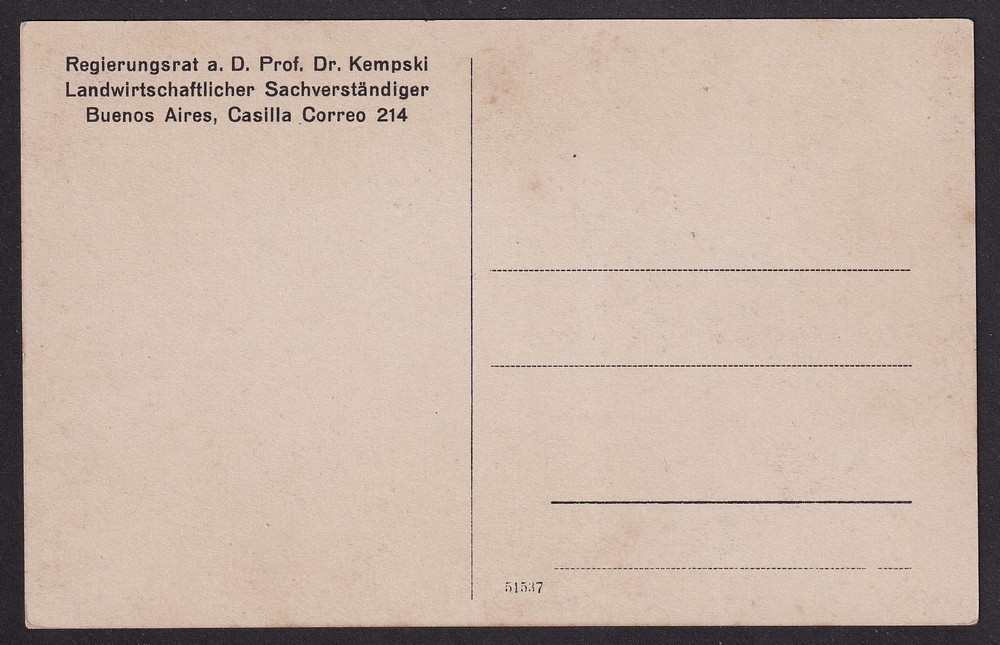 Regierungsrat a. D. Prof. Dr. Kempski
Landwirtschaftlicher Sachverständiger
Buenos Aires, Casilla Correo 214
51537